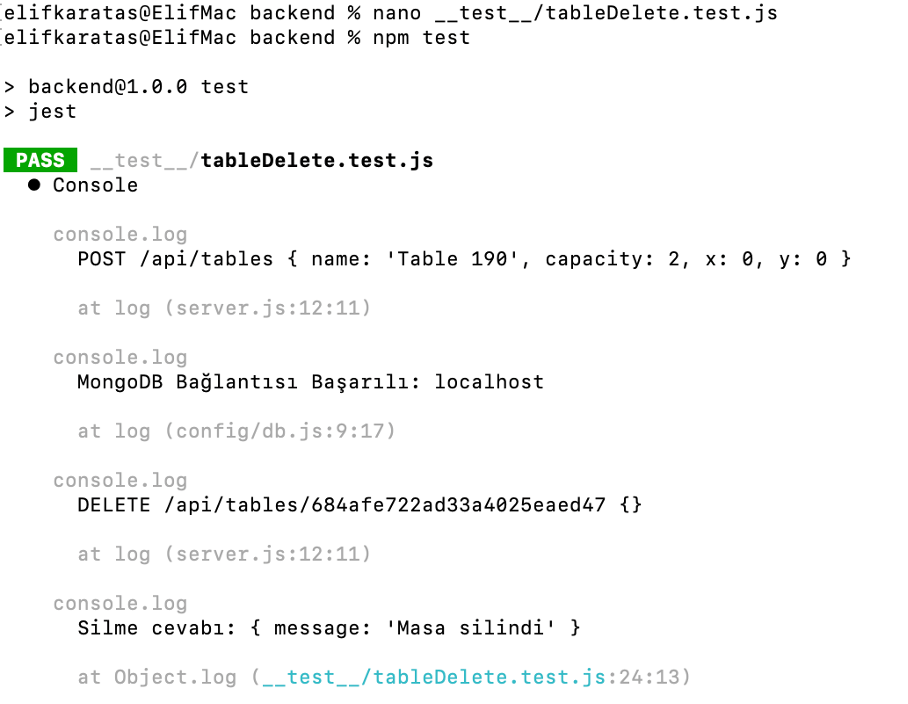 elifkaratas@ElifMac backend % nano __test__/tableDelete.test.js
elifkaratas@ElifMac backend % npm test
> backend@1.0.0 test
> jest
PASS __test__/tableDelete.test.js
● Console
console.log
POST /api/tables { name: 'Table 190', capacity: 2, x: 0, y: 0 }
at log (server.js:12:11)
console.log
MongoDB Bağlantısı Başarılı: localhost
at log (config/db.js:9:17)
console.log
DELETE /api/tables/684afe722ad33a4025eaed47 {}
at log (server.js:12:11)
console.log
Silme cevabı: { message: 'Masa silindi' }
at Object.log (__test__/tableDelete.test.js:24:13)